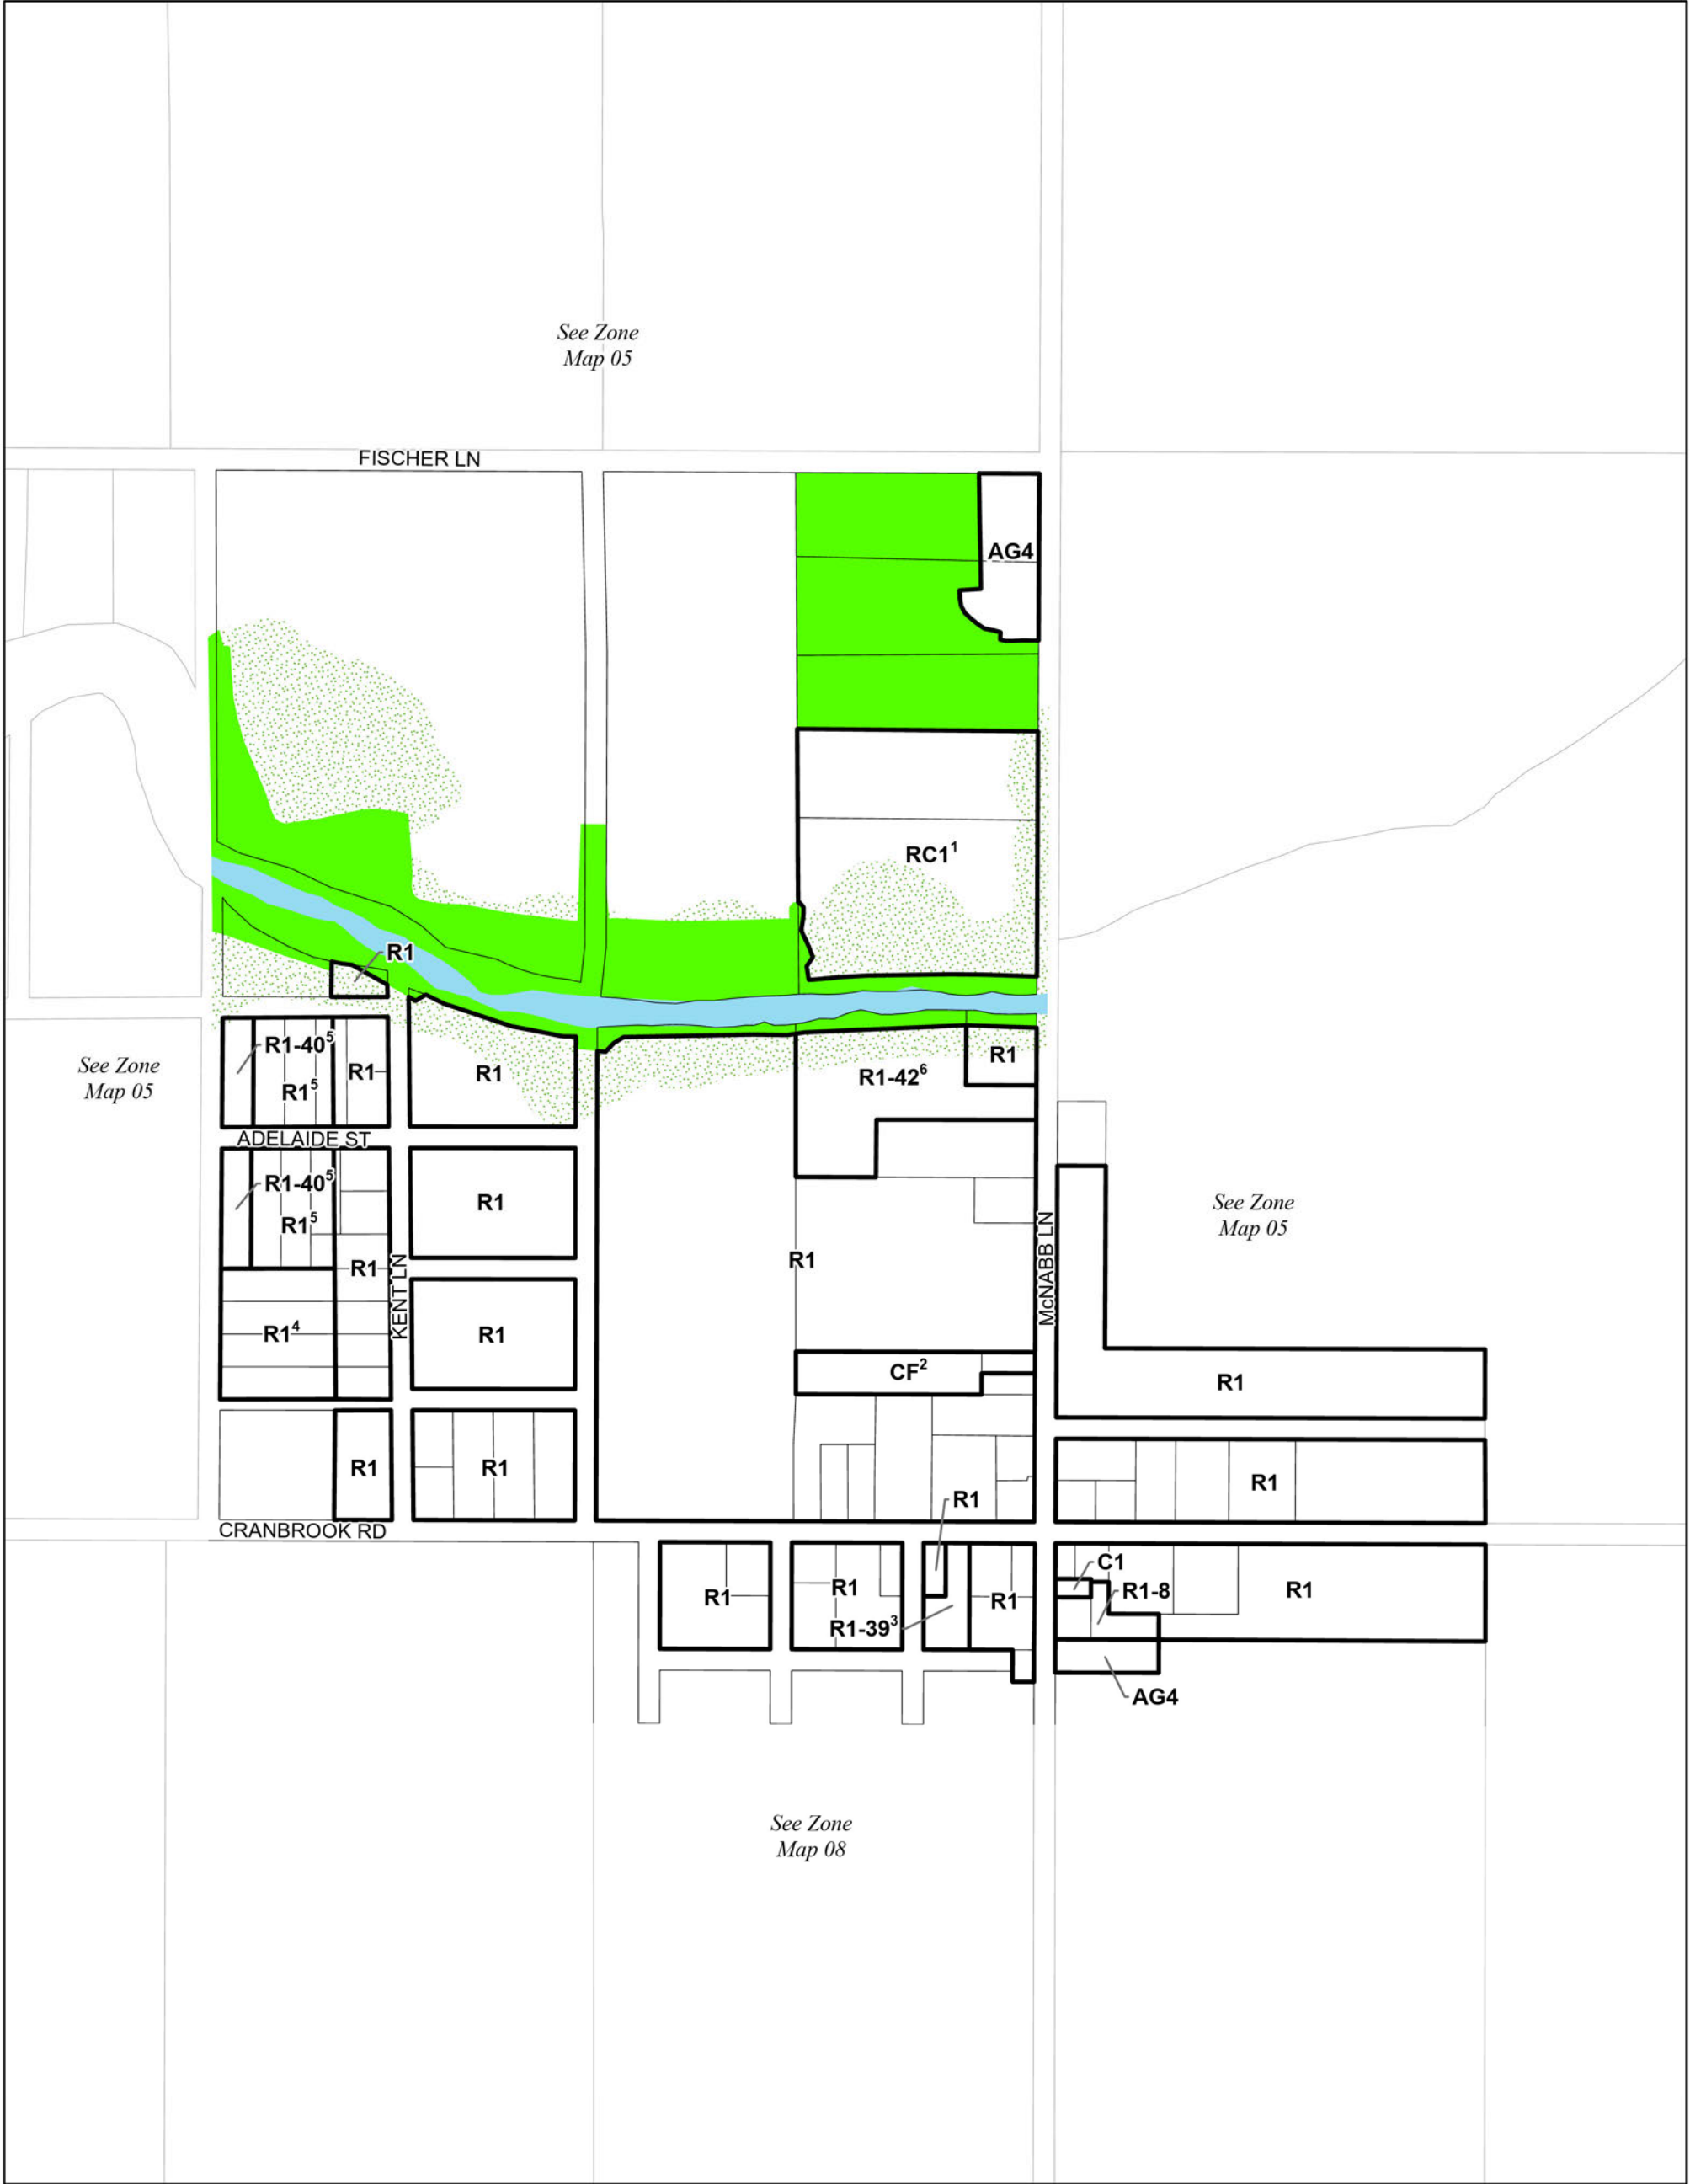 See Zone
Map 05
FISCHER LN
AG4
RC1¹
R1
R1-40⁵
R1⁵
R1
R1
R1-42⁶
R1
See Zone
Map 05
ADELAIDE ST
R1-40⁵
R1⁵
R1
R1
See Zone
Map 05
R1
McNABB LN
KENT LN
R1⁴
R1
CF²
R1
R1
R1
R1
R1
CRANBROOK RD
R1
R1
R1-39³
R1
C1
R1-8
R1
AG4
See Zone
Map 08